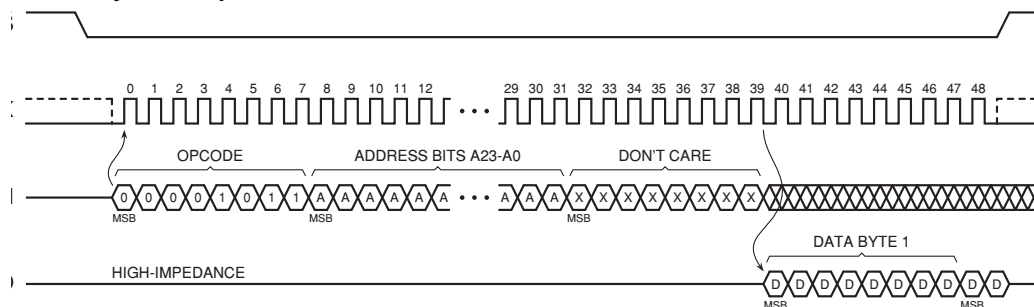 0 1 2 3 4 5 6 7 8 9 10 11 12 29 30 31 32 33 34 35 36 37 38 39 40 41 42 43 44 45 46 47 48
OPCODE ADDRESS BITS A23-A0 DON'T CARE
0 0 0 0 1 0 1 1 A A A A A A A A A X X X X X X X X
MSB MSB MSB
DATA BYTE 1
HIGH-IMPEDANCE
D D D D D D D D D D
MSB MSB